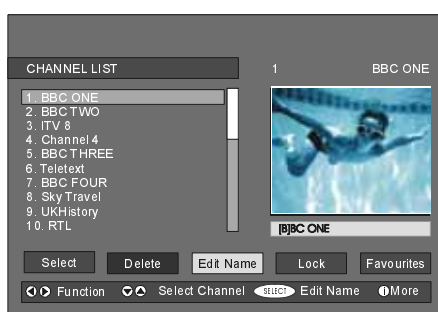 CHANNEL LIST
1 BBC ONE
1. BBC ONE
2. BBC TWO
3. ITV 8
4. Channel 4
5. BBC THREE
6. Teletext
7. BBC FOUR
8. Sky Travel
9. UKHistory
10. RTL
[B]BC ONE
Select Delete Edit Name Lock Favourites
Function Select Channel SELECT Edit Name i More